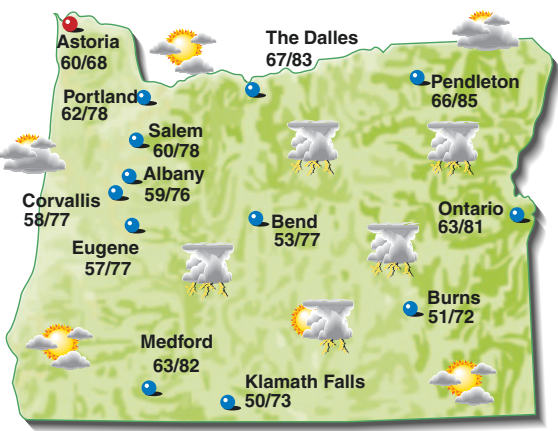 Astoria
60/68
The Dalles
67/83
Pendleton
66/85
Portland
62/78
Salem
60/78
Albany
59/76
Corvallis
58/77
Eugene
57/77
Bend
53/77
Ontario
63/81
Burns
51/72
Medford
63/82
Klamath Falls
50/73